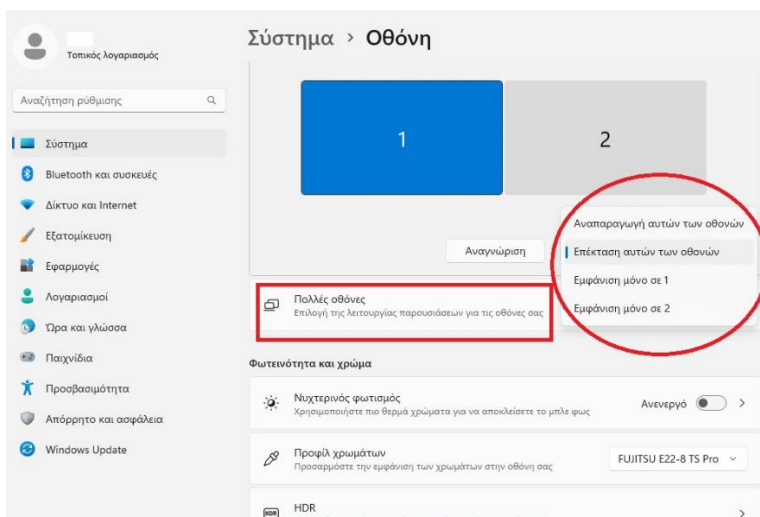 Τοπικός λογαριασμός
Αναζήτηση ρύθμισης
Σύστημα
Bluetooth και συσκευές
Δίκτυο και Internet
Εξατομίκευση
Εφαρμογές
Λογαριασμοί
Ώρα και γλώσσα
Παιχνίδια
Προσβασιμότητα
Απόρρητο και ασφάλεια
Windows Update
Σύστημα > Οθόνη
1
2
Αναγνώριση
Αναπαραγωγή αυτών των οθονών
Επέκταση αυτών των οθονών
Εμφάνιση μόνο σε 1
Εμφάνιση μόνο σε 2
Πολλές οθόνες
Επιλογή της λειτουργίας παρουσιάσεων για τις οθόνες σας
Φωτεινότητα και χρώμα
Νυχτερινός φωτισμός
Χρησιμοποιήστε πιο θερμά χρώματα για να αποκλείσετε το μπλε φως
Ανενεργό
Προφίλ χρωμάτων
Προσαρμόστε την εμφάνιση των χρωμάτων στην οθόνη σας
FUJITSU E22-8 TS Pro
HDR
HDR